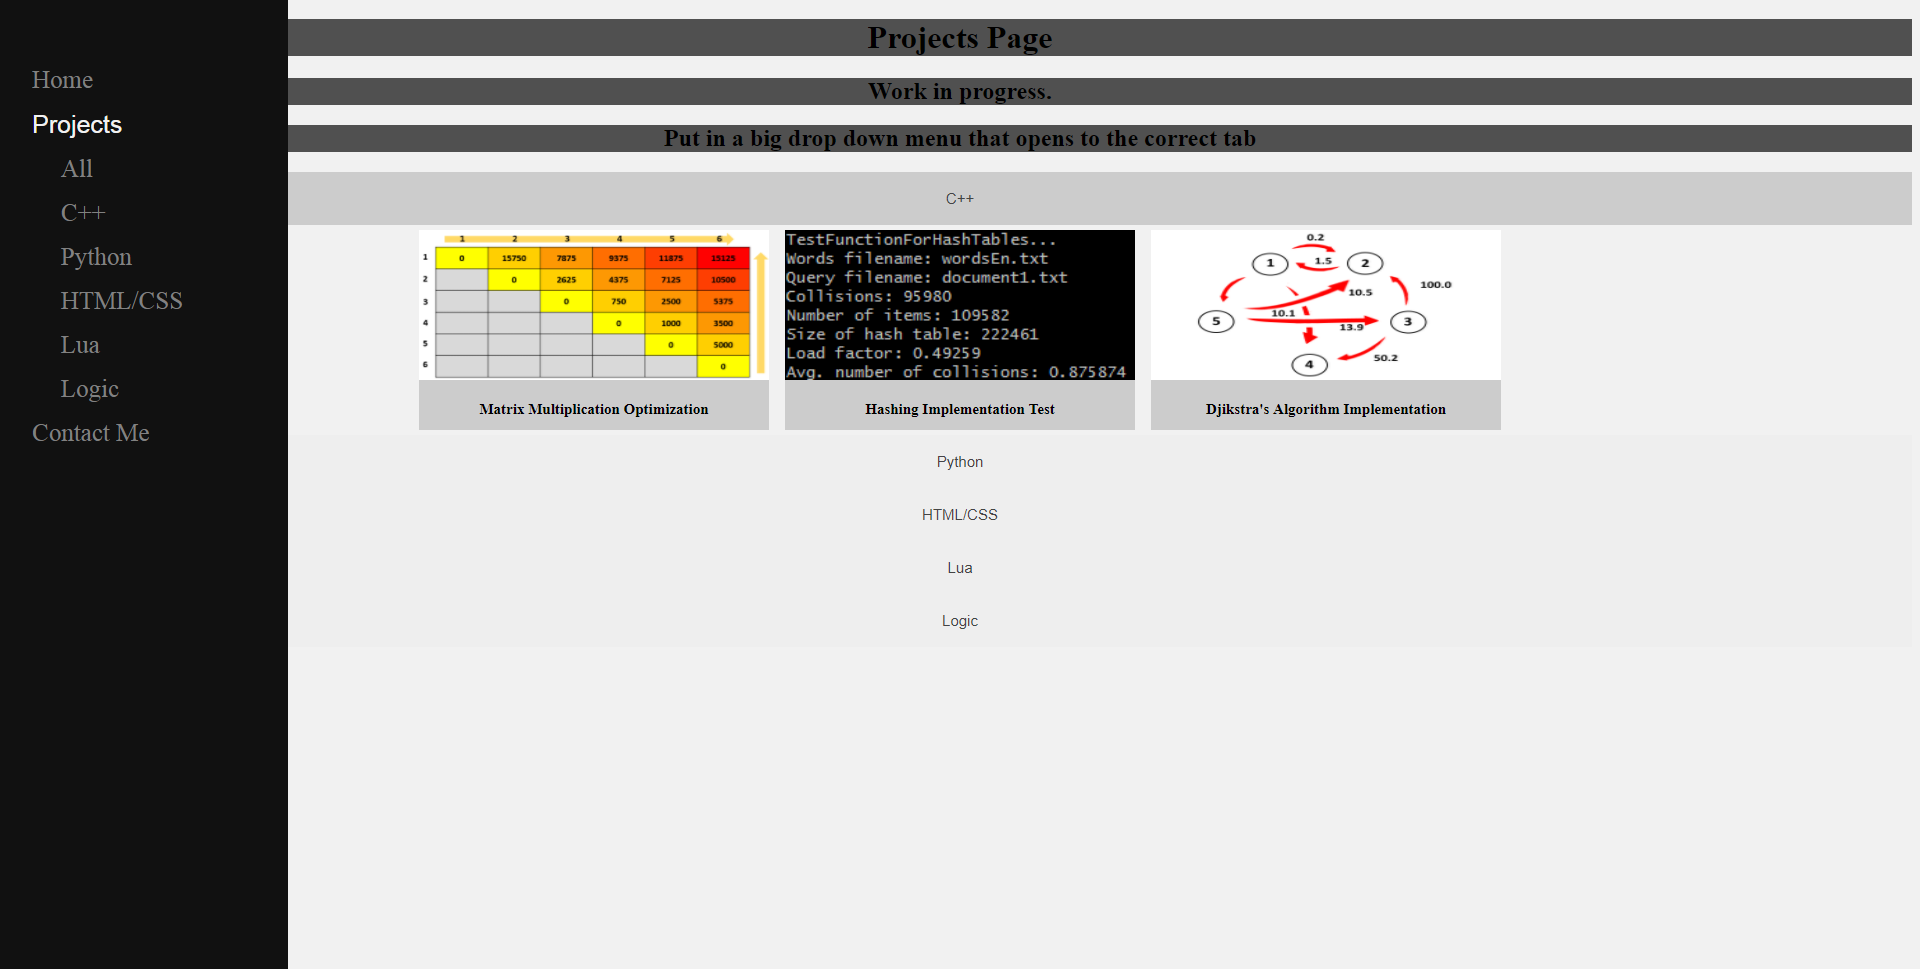 Home
Projects
All
C++
Python
HTML/CSS
Lua
Logic
Contact Me
Projects Page
Work in progress.
Put in a big drop down menu that opens to the correct tab
C++
1 2 3 4 5 6
1 0 15750 7875 9375 11875 15125
2 0 2625 4375 7125 10500
3 0 750 2500 5375
4 0 1000 3500
5 0 5000
6 0
Matrix Multiplication Optimization
TestFunctionForHashTables...
Words filename: wordsEn.txt
Query filename: document1.txt
Collisions: 95980
Number of items: 109582
Size of hash table: 222461
Load factor: 0.49259
Avg. number of collisions: 0.875874
Hashing Implementation Test
0.2
1 1.5 2
100.0
10.5
10.1
5 13.9 3
50.2
4
Djikstra's Algorithm Implementation
Python
HTML/CSS
Lua
Logic